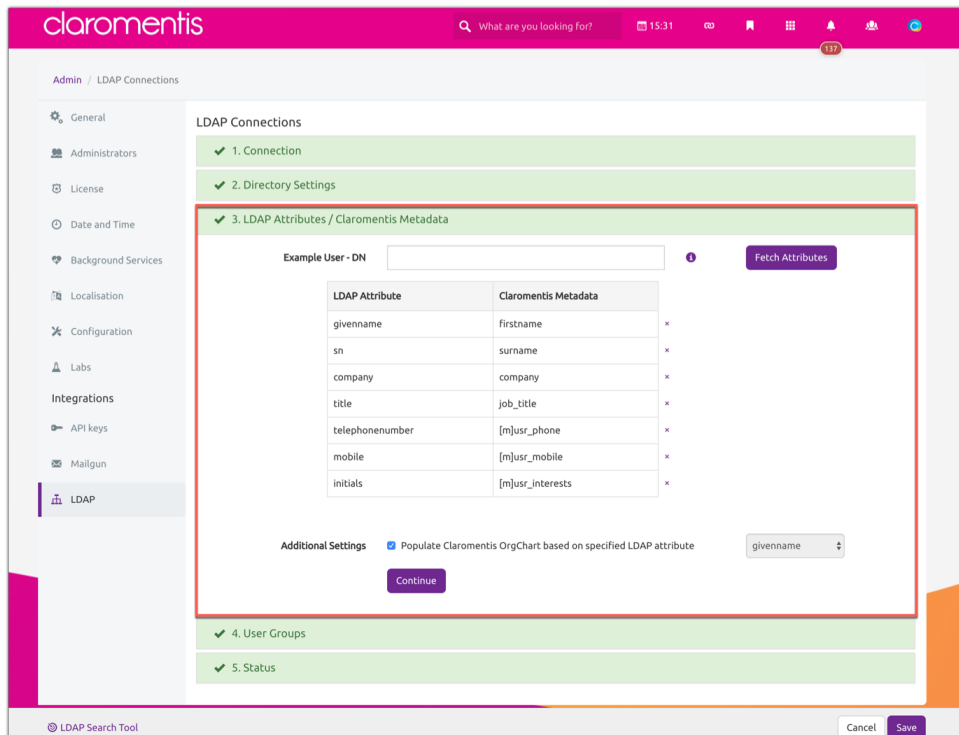 claromentis
What are you looking for?
15:31
137
Admin / LDAP Connections
General
Administrators
License
Date and Time
Background Services
Localisation
Configuration
Labs
Integrations
API keys
Mailgun
LDAP
LDAP Connections
1. Connection
2. Directory Settings
3. LDAP Attributes / Claromentis Metadata
Example User - DN
Fetch Attributes
LDAP Attribute Claromentis Metadata
givenname firstname ×
sn surname ×
company company ×
title job_title ×
telephonenumber [m]usr_phone ×
mobile [m]usr_mobile ×
initials [m]usr_interests ×
Additional Settings Populate Claromentis OrgChart based on specified LDAP attribute givenname
Continue
4. User Groups
5. Status
LDAP Search Tool
Cancel Save